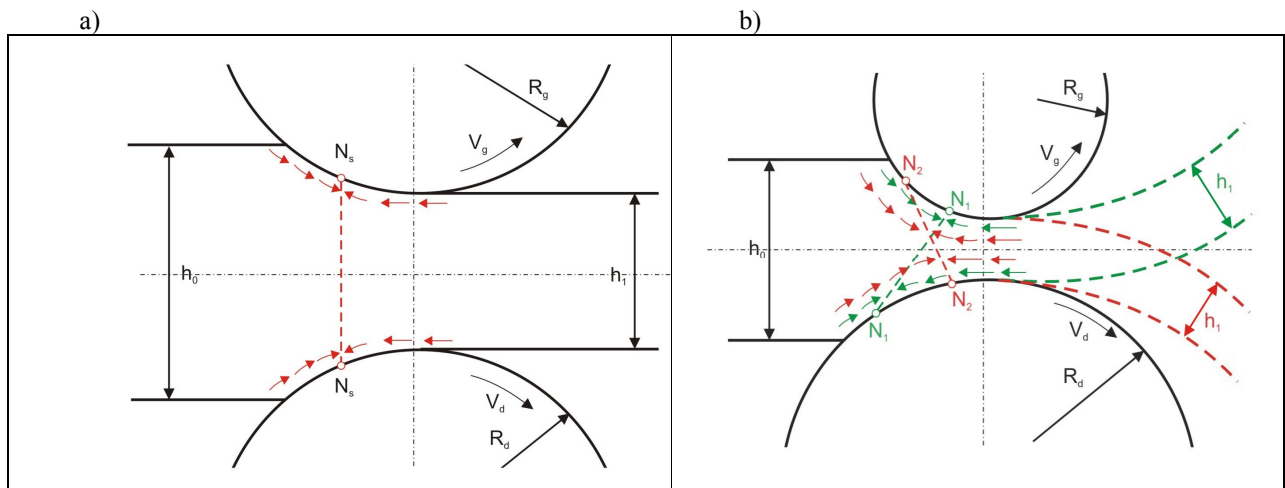 a)
b)
R_g
V_g
N_s
h_0
h_1
N_s
V_d
R_d
R_g
V_g
N_2
N_1
h_1
h_0
N_2
N_1
h_1
V_d
R_d